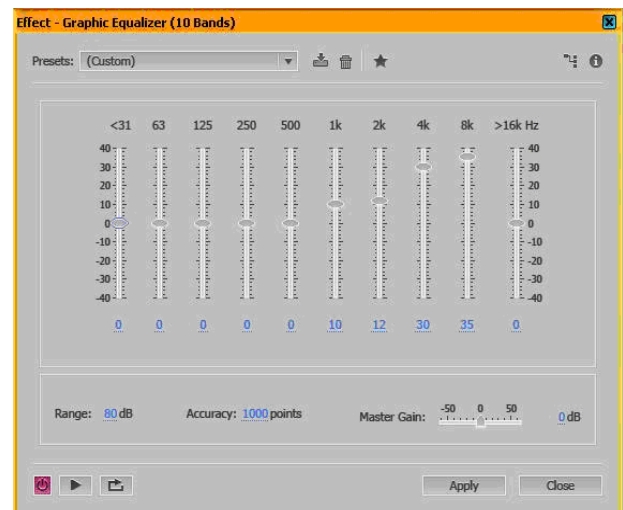 Effect - Graphic Equalizer (10 Bands)
Presets: (Custom)
<31 63 125 250 500 1k 2k 4k 8k >16k Hz
40 40
30 30
20 20
10 10
0 0
-10 -10
-20 -20
-30 -30
-40 -40
0 0 0 0 0 10 12 30 35 0
Range: 80 dB Accuracy: 1000 points Master Gain: -50 0 50 0 dB
Apply Close